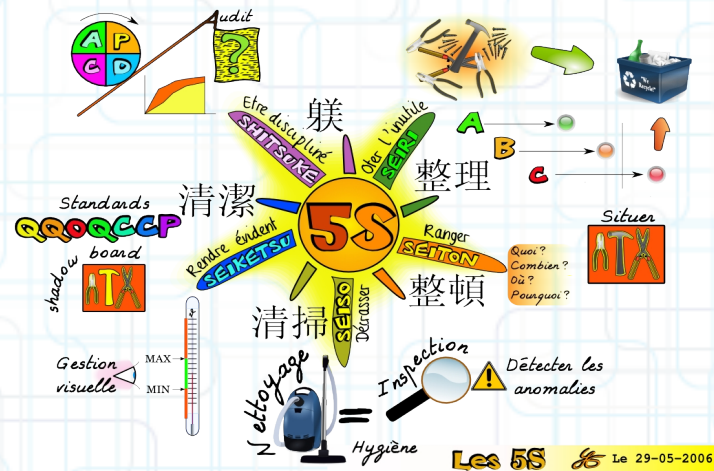 Audit
A P
C D
?
"We
Recycle"
A
B
C
5S
躾
Etre discipliné
SHITSUKE
Oter l'inutile
SEIRI
整理
Situer
Ranger
SEITON
整頓
Quoi?
Combien?
Où?
Pourquoi?
SEISO
Décrasser
清掃
清潔
Rendre évident
SEIKETSU
Standards
QQOQCCP
shadow board
Gestion
visuelle
MAX
MIN
Nettoyage
=
Hygiène
Inspection
!
Détecter les
anomalies
Les 5S
Le 29-05-2006